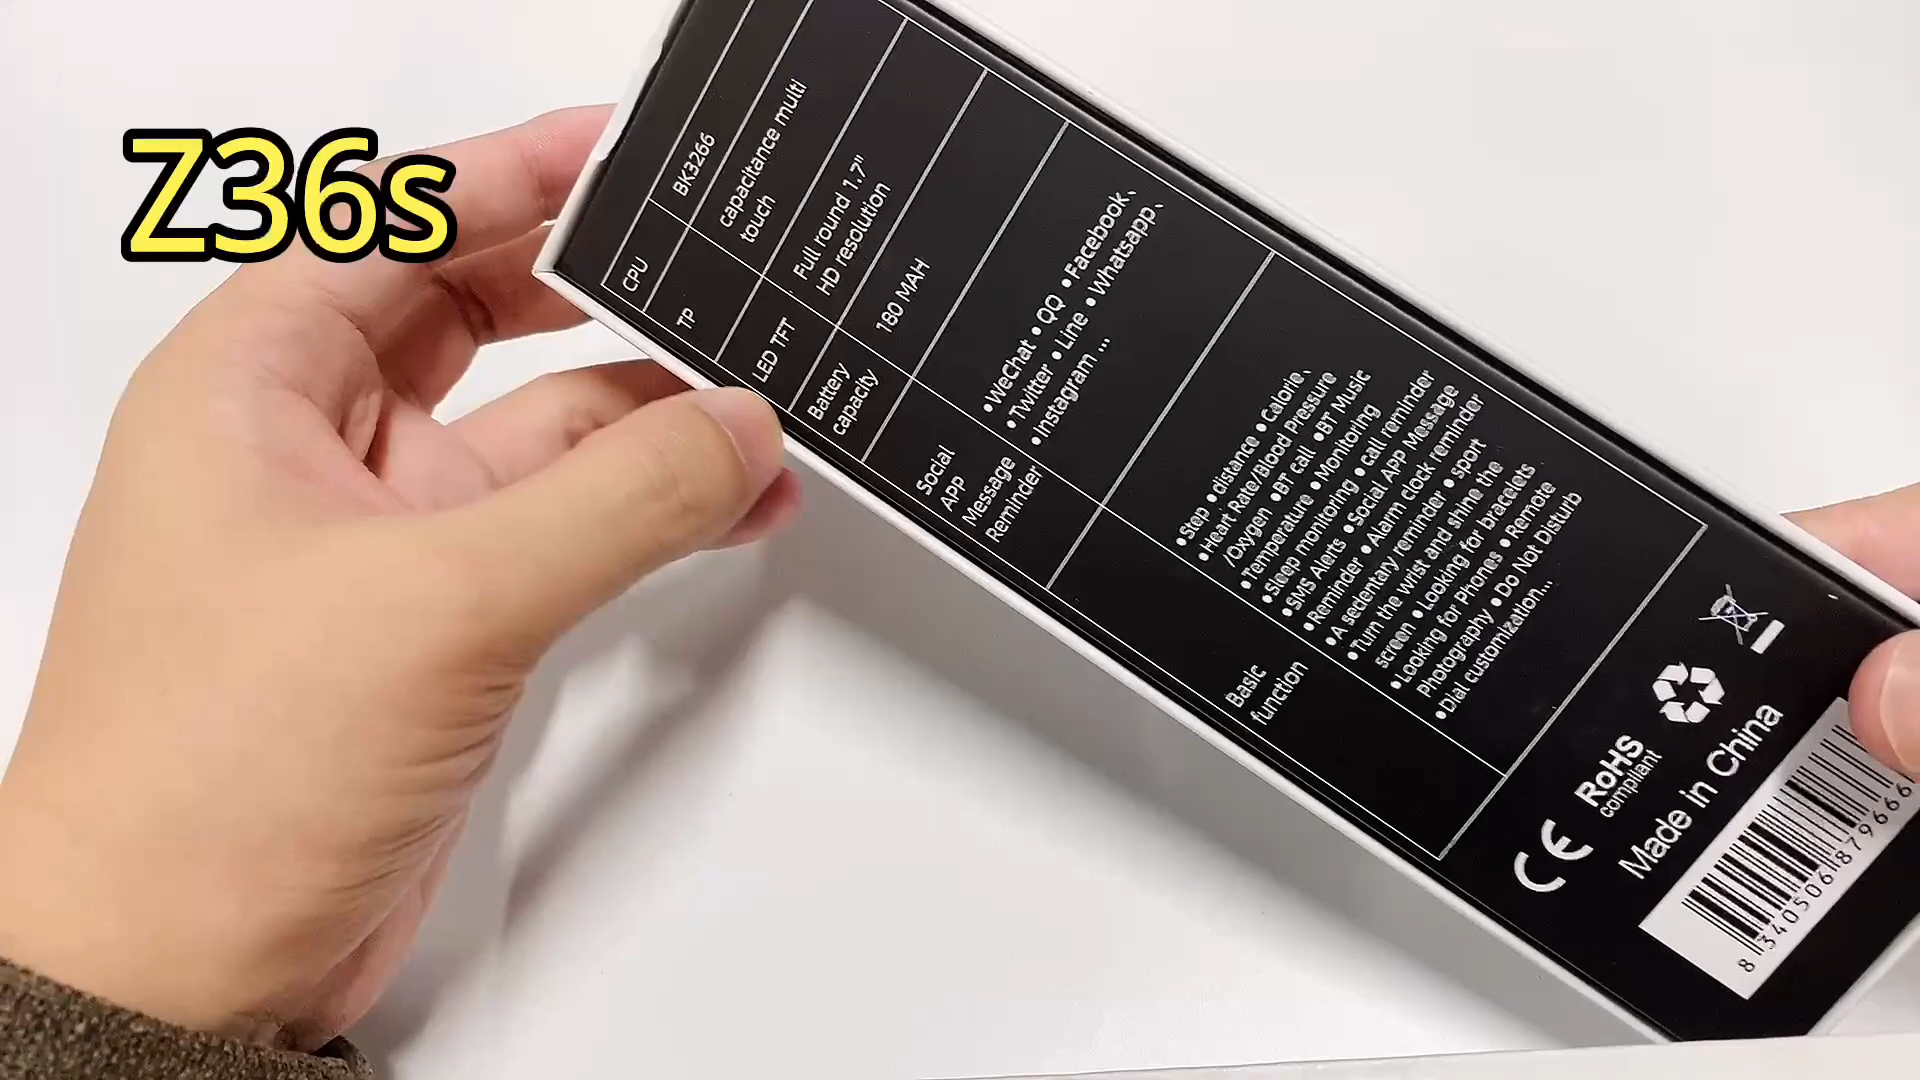 Z36s
CPU
BK3266
TP
capacitance multi
touch
LED TFT
Full round 1.7"
HD resolution
Battery
capacity
180 MAH
Social
APP
Message
Reminder
●WeChat ●QQ ●Facebook、
●Twitter ●Line ●Whatsapp、
●Instagram ...
Basic
function
●Step ●distance ●Calorie、
●Heart Rate/Blood Pressure
/Oxygen ●BT call ●BT Music
●Temperature ●Monitoring
●Sleep monitoring ●call reminder
●SMS Alerts ●Social APP Message
●Reminder ●Alarm clock reminder
●A sedentary reminder ●sport
●Turn the wrist and shine the
screen ●Looking for bracelets
●Looking for Phones ●Remote
Photography ●Do Not Disturb
●Dial customization...
CE
RoHS
compliant
Made in China
8 340506 879666